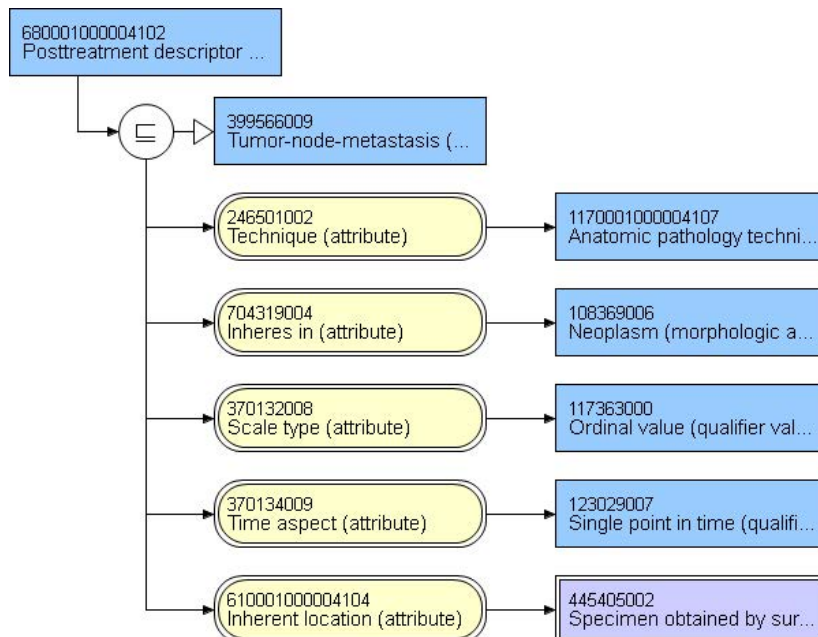 680001000004102
Posttreatment descriptor ...
⊑
399566009
Tumor-node-metastasis (...
246501002
Technique (attribute)
1170001000004107
Anatomic pathology techni...
704319004
Inheres in (attribute)
108369006
Neoplasm (morphologic a...
370132008
Scale type (attribute)
117363000
Ordinal value (qualifier val...
370134009
Time aspect (attribute)
123029007
Single point in time (qualifi...
610001000004104
Inherent location (attribute)
445405002
Specimen obtained by sur...